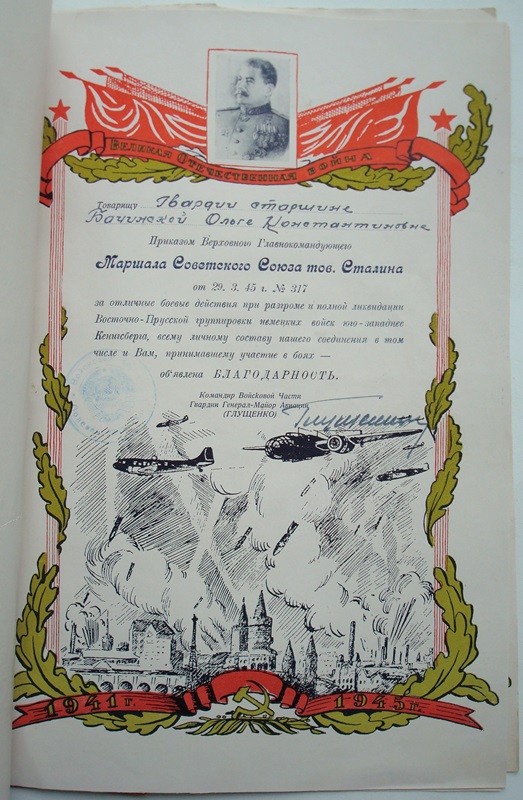 Великая Отечественная война
Товарищу Гвардии старшине
Бачинской Ольге Константиновне
Приказом Верховного Главнокомандующего
Маршала Советского Союза тов. Сталина
от 29. 3. 45 г. № 317
за отличные боевые действия при разгроме и полной ликвидации
Восточно-Прусской группировки немецких войск юго-западнее
Кенигсберга, всему личному составу нашего соединения в том
числе и Вам, принимавшему участие в боях —
объявлена БЛАГОДАРНОСТЬ.
Командир Войсковой Части
Гвардии Генерал-Майор Авиации
(ГЛУЩЕНКО)
1941 г.
1945 г.